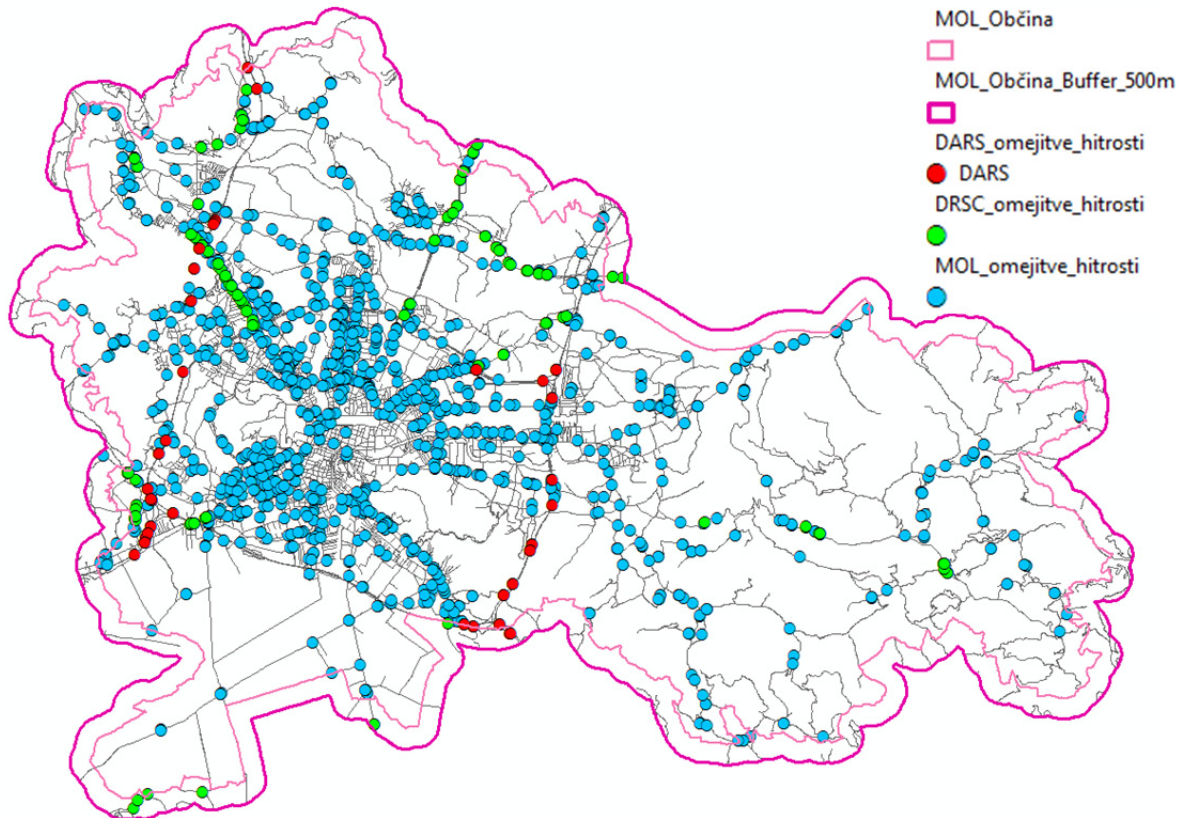 MOL_Občina
MOL_Občina_Buffer_500m
DARS_omejitve_hitrosti
DARS
DRSC_omejitve_hitrosti
MOL_omejitve_hitrosti